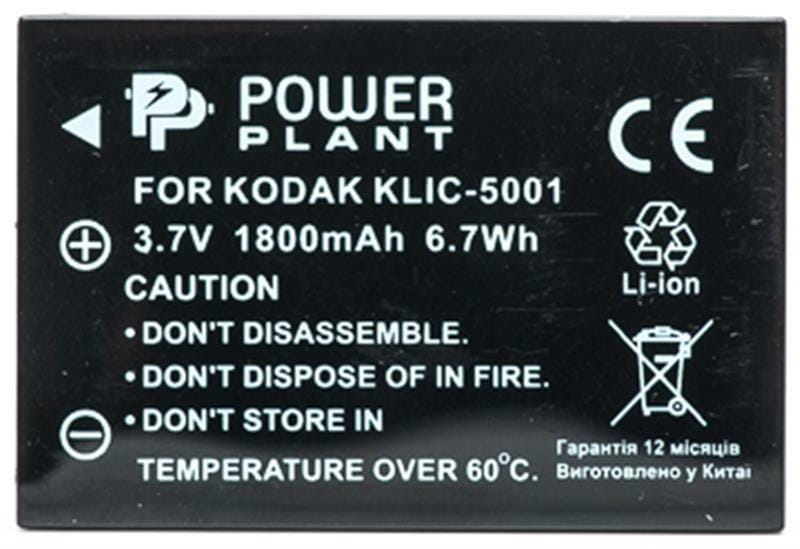 PP POWER
PLANT
CE
FOR KODAK KLIC-5001
3.7V 1800mAh 6.7Wh
Li-ion
CAUTION
•DON'T DISASSEMBLE.
•DON'T DISPOSE OF IN FIRE.
•DON'T STORE IN
TEMPERATURE OVER 60°C.
Гарантія 12 місяців
Виготовлено у Китаї